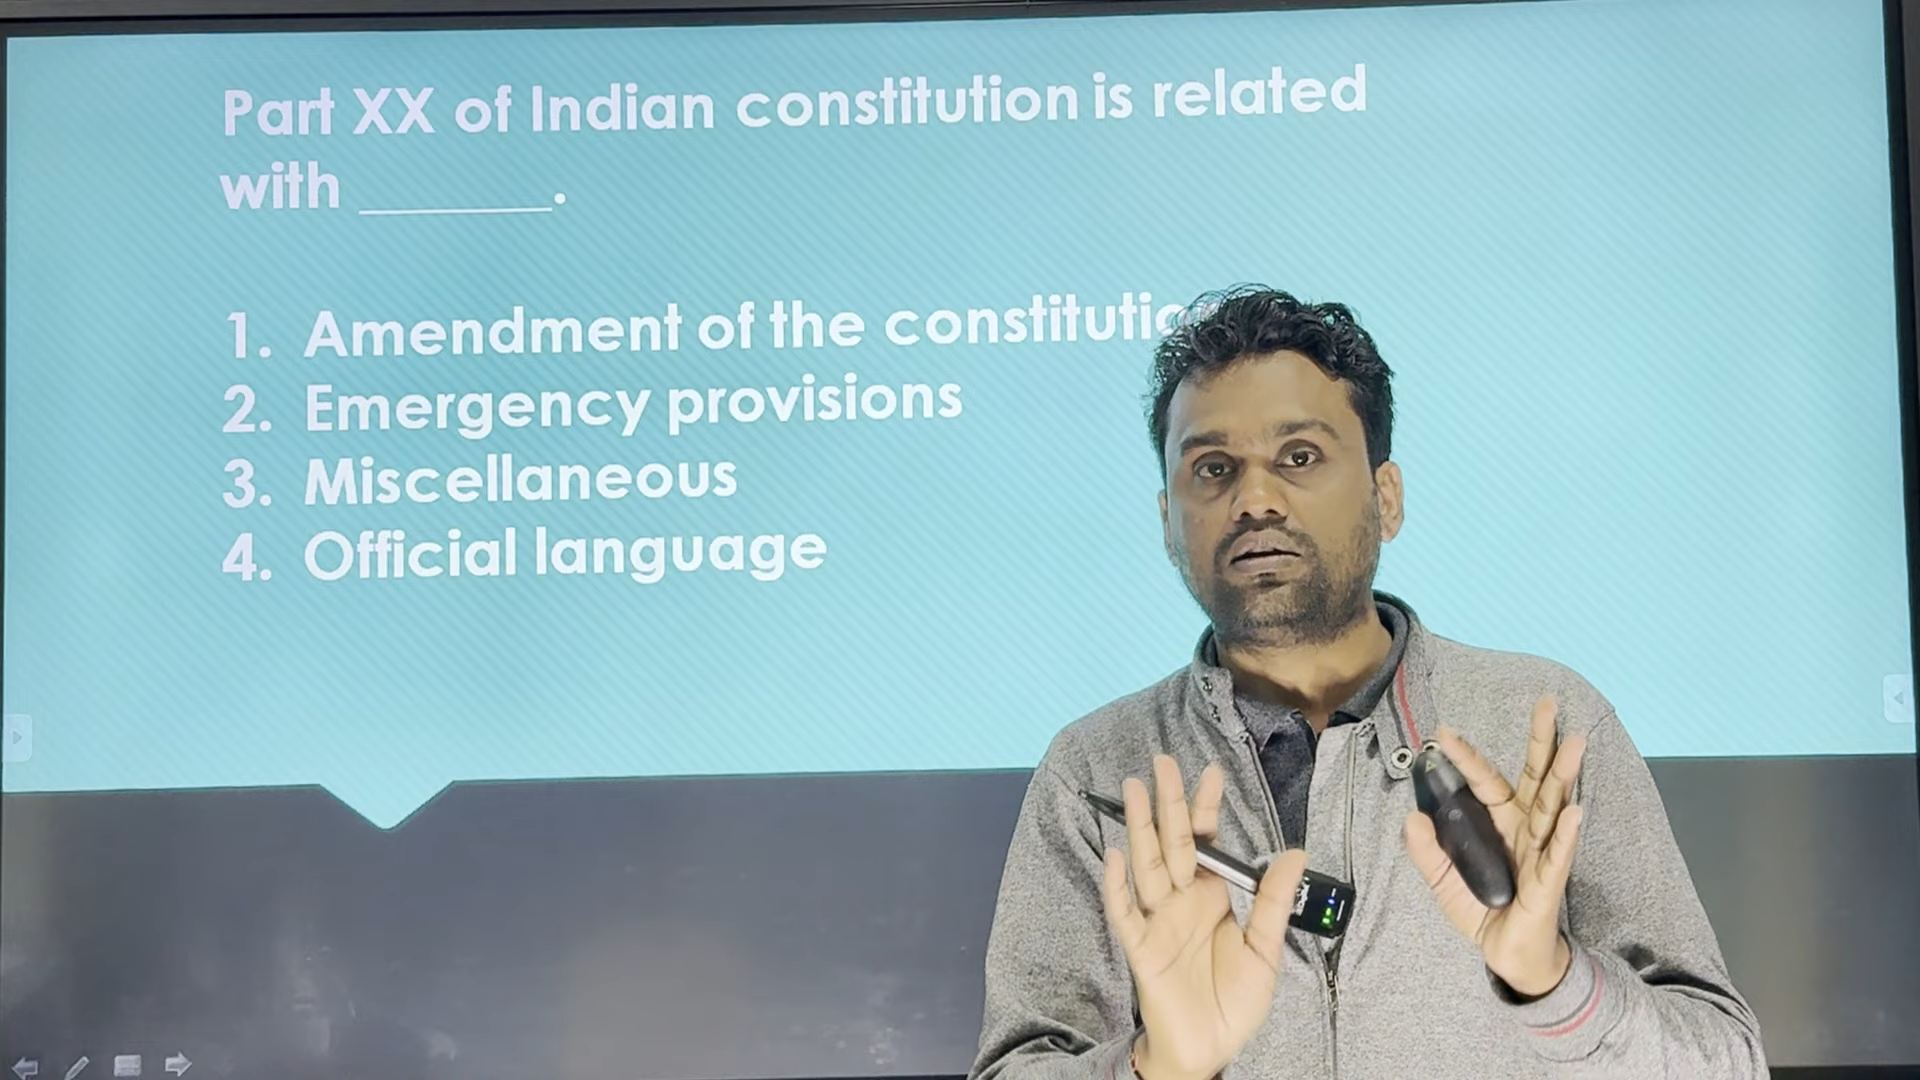 Part XX of Indian constitution is related
with _______.
1. Amendment of the
2. Emergency provisions
3. Miscellaneous
4. Official language